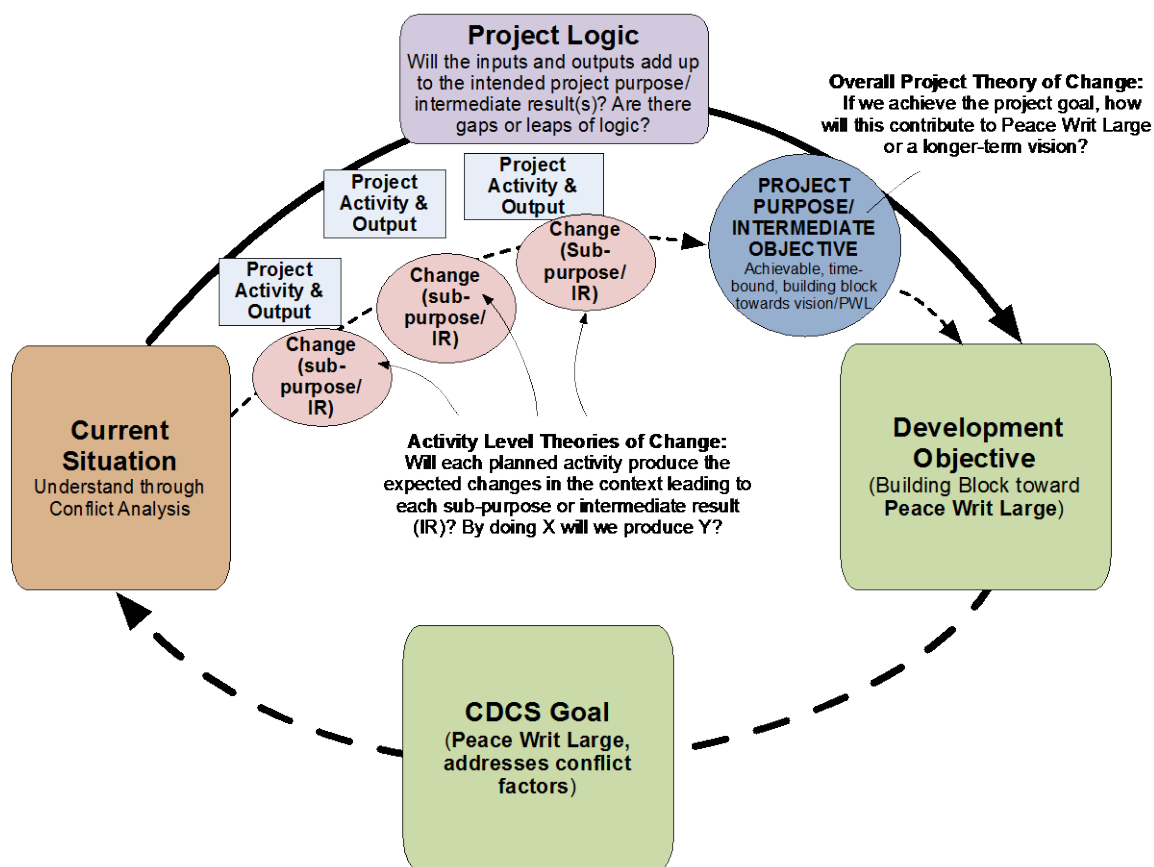 Project Logic
Will the inputs and outputs add up
to the intended project purpose/
intermediate result(s)? Are there
gaps or leaps of logic?
Overall Project Theory of Change:
If we achieve the project goal, how
will this contribute to Peace Writ Large
or a longer-term vision?
Project
Activity &
Output
Project
Activity &
Output
Project
Activity &
Output
Change
(sub-
purpose/
IR)
Change
(sub-
purpose/
IR)
Change
(Sub-
purpose/
IR)
PROJECT
PURPOSE/
INTERMEDIATE
OBJECTIVE
Achievable, time-
bound, building block
towards vision/PWL
Current
Situation
Understand through
Conflict Analysis
Activity Level Theories of Change:
Will each planned activity produce the
expected changes in the context leading to
each sub-purpose or intermediate result
(IR)? By doing X will we produce Y?
Development
Objective
(Building Block toward
Peace Writ Large)
CDCS Goal
(Peace Writ Large,
addresses conflict
factors)